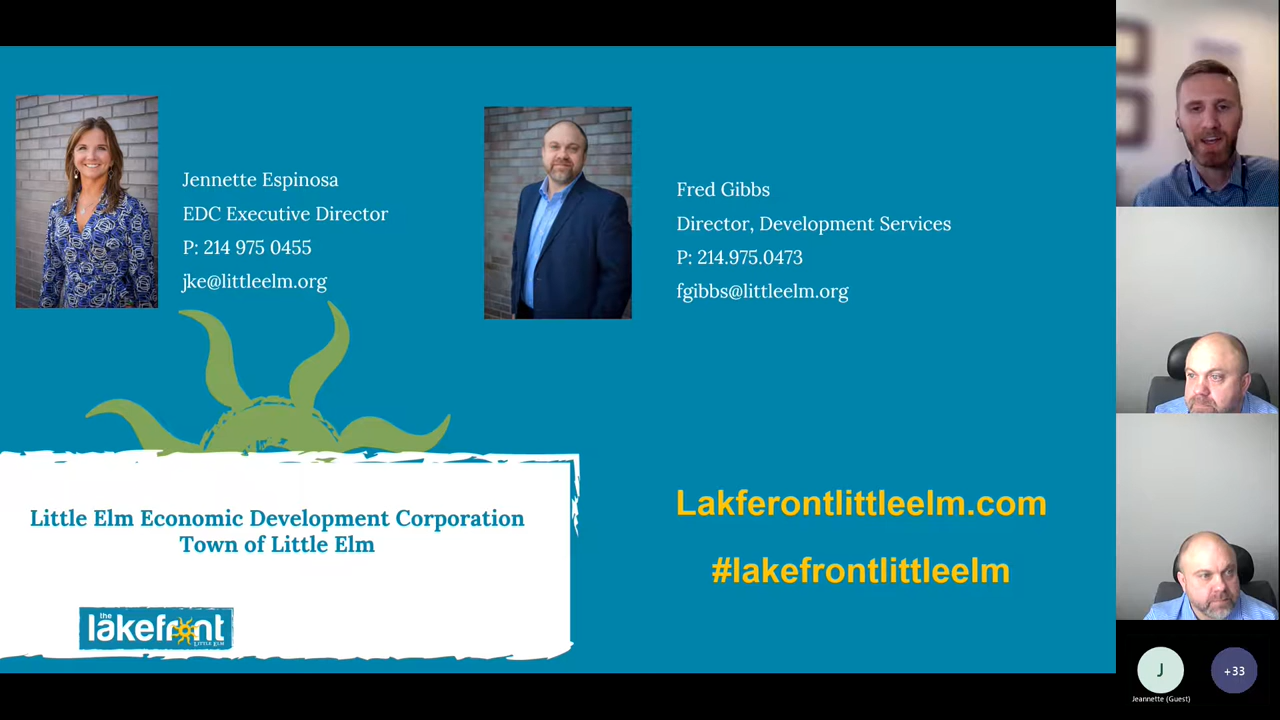 Jennette Espinosa
EDC Executive Director
P: 214 975 0455
jke@littleelm.org
Fred Gibbs
Director, Development Services
P: 214.975.0473
fgibbs@littleelm.org
Little Elm Economic Development Corporation
Town of Little Elm
the
lakefront
LITTLE ELM
Lakferontlittleelm.com
#lakefrontlittleelm
J
+33
Jeannette (Guest)